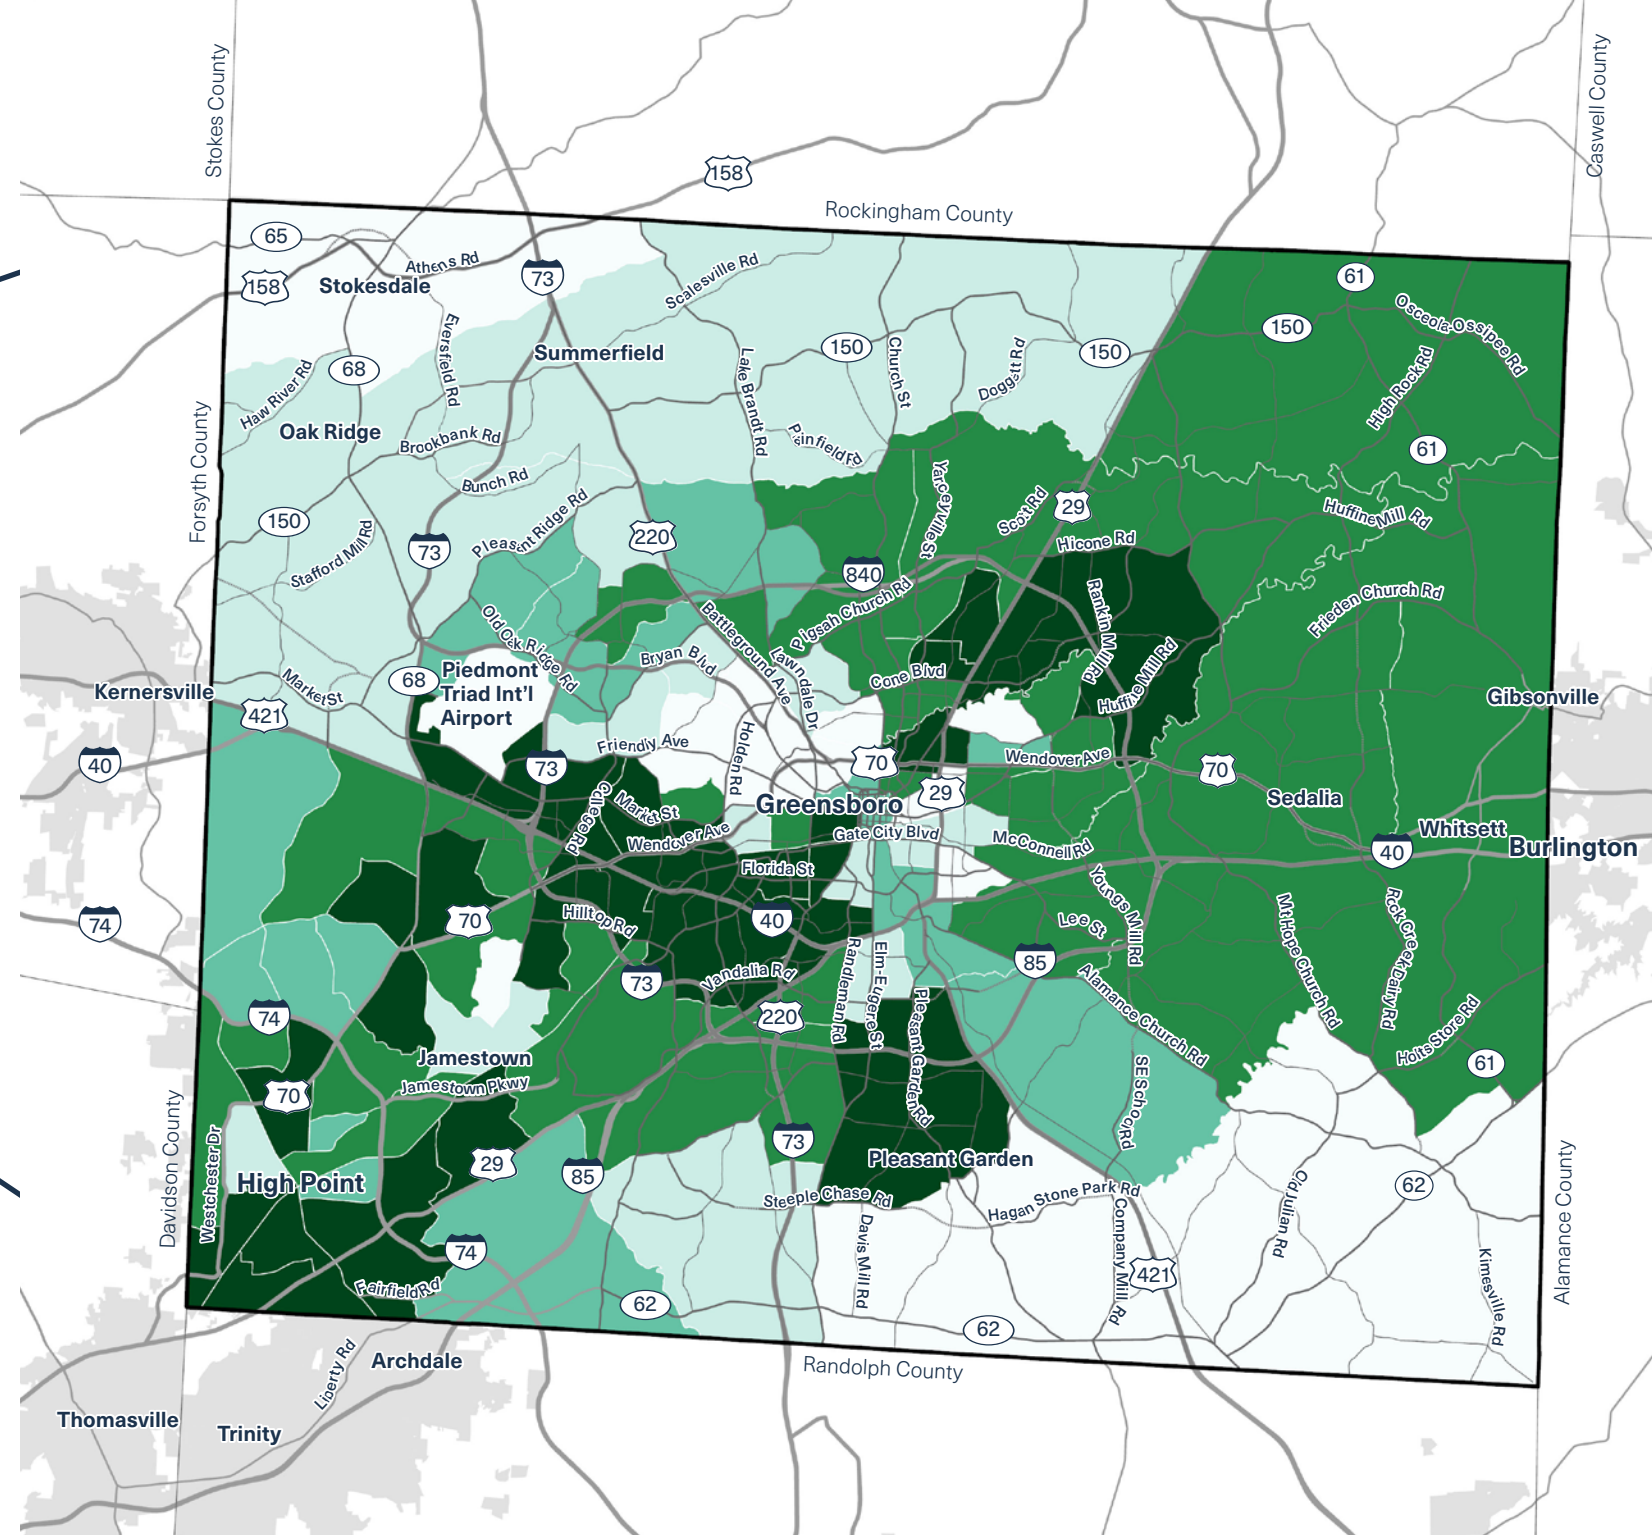 Stokes County
Caswell County
158
Rockingham County
65
Athens Rd
73
61
158
Stokesdale
Scalesville Rd
Osceola-Ossipee Rd
150
Eversfield Rd
Summerfield
150
Church St
Doggett Rd
150
Lake Brandt Rd
68
Haw River Rd
High Rock Rd
Oak Ridge
Brookbank Rd
61
Forsyth County
Bunch Rd
Yanceyville St
Scott Rd
29
Huffine Mill Rd
150
Pleasant Ridge Rd
220
Stafford Mill Rd
73
Hicone Rd
840
Rankin Mill Rd
Frieden Church Rd
Old Oak Ridge Rd
Battleground Ave
Pisgah Church Rd
Bryan Blvd
Lawndale Dr
Cone Blvd
Huffine Mill Rd
Piedmont
Triad Int'l
Airport
68
Kernersville
Market St
421
Gibsonville
Friendly Ave
Holden Rd
40
73
70
Wendover Ave
70
29
Sedalia
College Rd
Market St
Greensboro
Wendover Ave
Gate City Blvd
McConnell Rd
Whitsett
40
Burlington
Florida St
Youngs Mill Rd
74
70
Hilltop Rd
40
Lee St
Mt Hope Church Rd
Rock Creek Dairy Rd
85
73
Vandalia Rd
Randleman Rd
Elm-Eugene St
Pleasant Garden Rd
Alamance Church Rd
74
220
Hoits Store Rd
Jamestown
SE School Rd
61
Jamestown Pkwy
70
Davidson County
Westchester Dr
73
29
85
Pleasant Garden
High Point
Steeple Chase Rd
Hagan Stone Park Rd
Old Julian Rd
62
Alamance County
Davis Mill Rd
Company Mill Rd
74
421
Fairfield Rd
62
Kimesville Rd
62
Liberty Rd
Archdale
Randolph County
Thomasville
Trinity